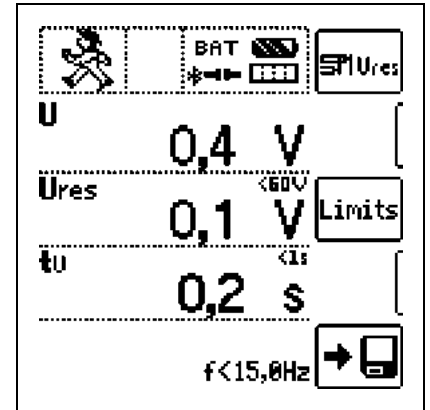 BAT
Ures
U
0,4 V
Ures <60V
0,1 V
Limits
tU <1s
0,2 s
f<15,0Hz